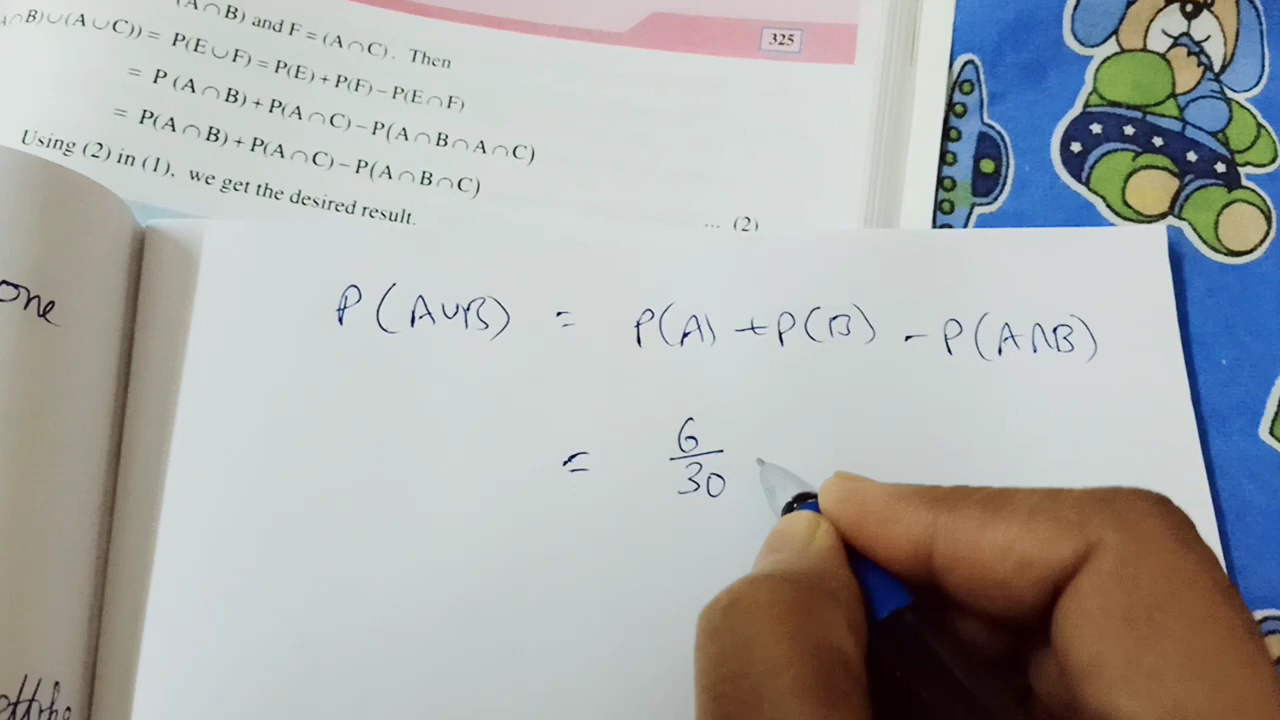 (A∩B) and F = (A∩C). Then
∩B)∪(A∪C)) = P(E∪F) = P(E) + P(F) − P(E∩F)
= P (A∩B) + P(A∩C) − P(A∩B∩A∩C)
= P(A∩B) + P(A∩C) − P(A∩B∩C)
... (2)
Using (2) in (1), we get the desired result.
325
one
P(A∪B) = P(A) + P(B) − P(A∩B)
= 6/30